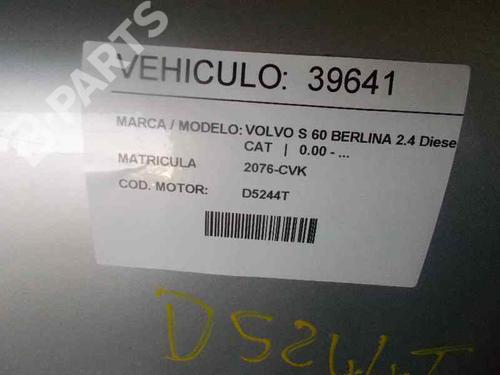 B-PARTS
VEHICULO: 39641
MARCA / MODELO: VOLVO S 60 BERLINA 2.4 Diese
CAT | 0.00 - ...
MATRICULA 2076-CVK
COD. MOTOR: D5244T
D5244T